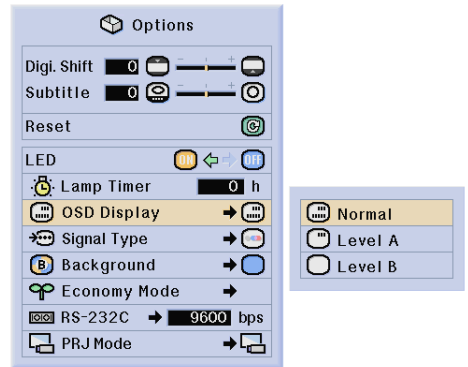 Options
Digi. Shift 0
Subtitle 0
Reset
LED ON OFF
Lamp Timer 0 h
OSD Display
Signal Type
B Background
Economy Mode
RS-232C 9600 bps
PRJ Mode
Normal
Level A
Level B